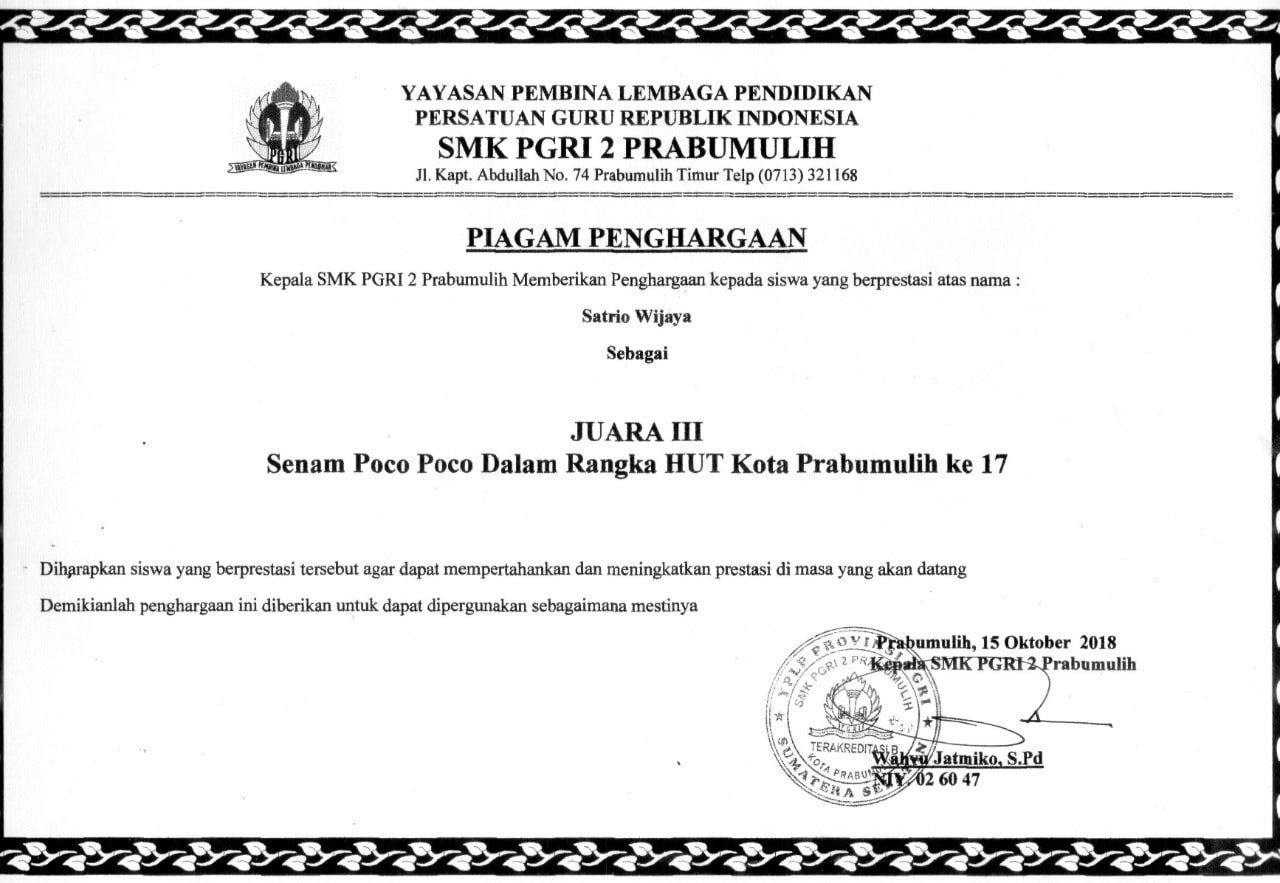 YAYASAN PEMBINA LEMBAGA PENDIDIKAN
PERSATUAN GURU REPUBLIK INDONESIA
SMK PGRI 2 PRABUMULIH
Jl. Kapt. Abdullah No. 74 Prabumulih Timur Telp (0713) 321168
PGRI
YAYASAN PEMBINA LEMBAGA PENDIDIKAN
PIAGAM PENGHARGAAN
Kepala SMK PGRI 2 Prabumulih Memberikan Penghargaan kepada siswa yang berprestasi atas nama :
Satrio Wijaya
Sebagai
JUARA III
Senam Poco Poco Dalam Rangka HUT Kota Prabumulih ke 17
Diharapkan siswa yang berprestasi tersebut agar dapat mempertahankan dan meningkatkan prestasi di masa yang akan datang
Demikianlah penghargaan ini diberikan untuk dapat dipergunakan sebagaimana mestinya
Prabumulih, 15 Oktober 2018
Kepala SMK PGRI 2 Prabumulih
YPLP PROVINSI PGRI
SMK PGRI 2 PRABUMULIH
PGRI
TERAKREDITASI B
KOTA PRABUMULIH
SUMATERA SELATAN
Wahyu Jatmiko, S.Pd
NIY. 02 60 47